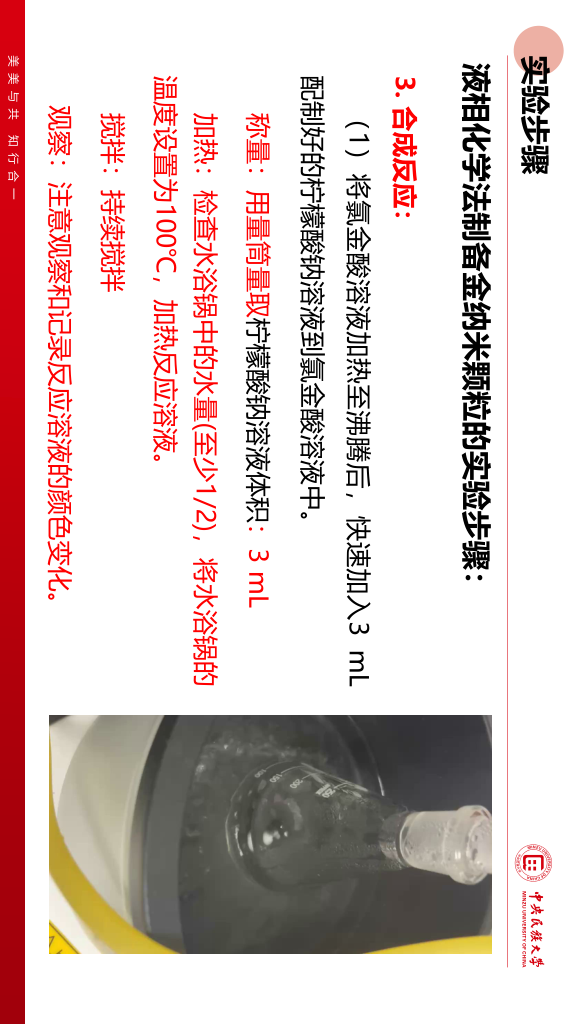 实验步骤
中央民族大学
MINZU UNIVERSITY OF CHINA
液相化学法制备金纳米颗粒的实验步骤：
3. 合成反应：
（1）将氯金酸溶液加热至沸腾后，快速加入3 mL
配制好的柠檬酸钠溶液到氯金酸溶液中。
称量：用量筒量取柠檬酸钠溶液体积：3 mL
加热：检查水浴锅中的水量(至少1/2)，将水浴锅的
温度设置为100℃，加热反应溶液。
搅拌：持续搅拌
观察：注意观察和记录反应溶液的颜色变化。
美美与共 知行合一